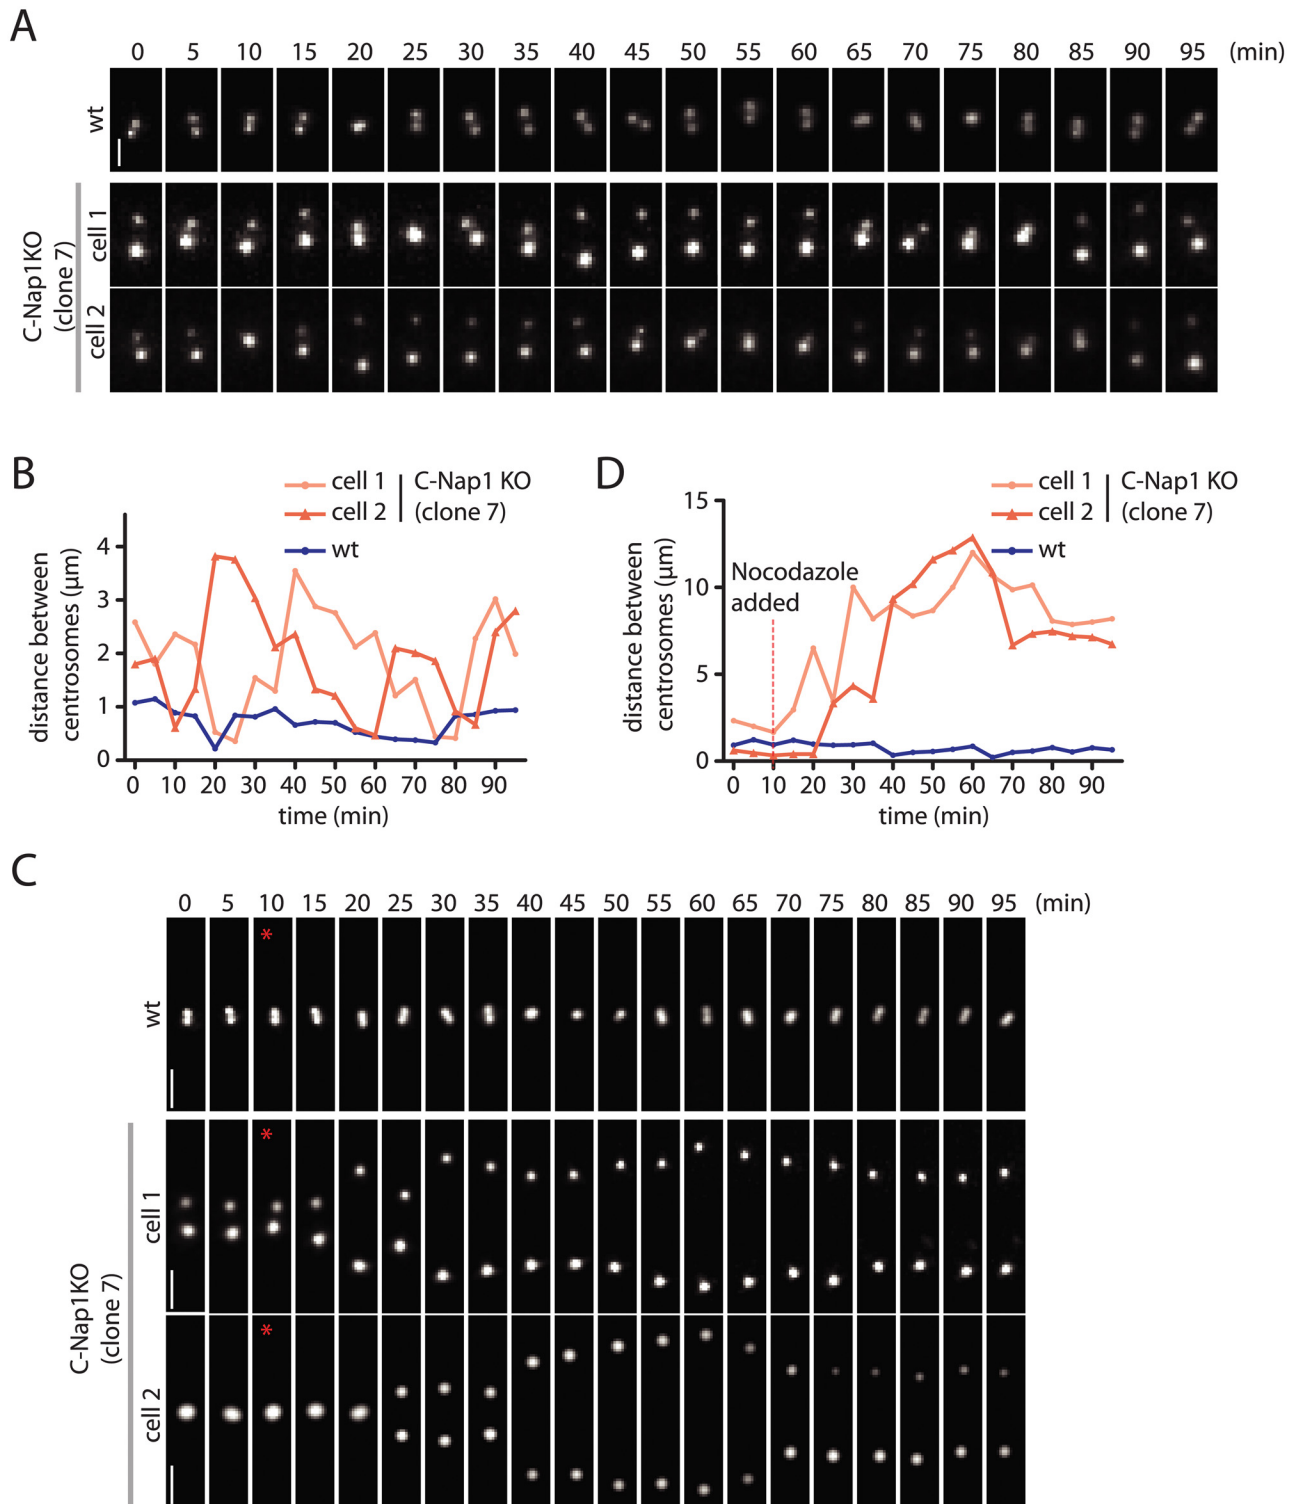 A
0 5 10 15 20 25 30 35 40 45 50 55 60 65 70 75 80 85 90 95 (min)
wt
C-Nap1KO
(clone 7)
cell 1
cell 2
B
cell 1
cell 2
C-Nap1 KO
(clone 7)
wt
distance between
centrosomes (µm)
4
3
2
1
0
0 10 20 30 40 50 60 70 80 90
time (min)
D
cell 1
cell 2
C-Nap1 KO
(clone 7)
wt
Nocodazole
added
distance between
centrosomes (µm)
15
10
5
0
0 10 20 30 40 50 60 70 80 90
time (min)
C
0 5 10 15 20 25 30 35 40 45 50 55 60 65 70 75 80 85 90 95 (min)
*
wt
*
C-Nap1KO
(clone 7)
cell 1
*
cell 2